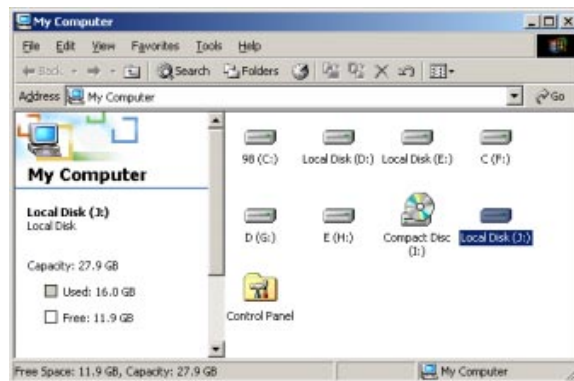 My Computer
File Edit View Favorites Tools Help
Back Search Folders
Address My Computer Go
My Computer
Local Disk (J:)
Local Disk
Capacity: 27.9 GB
Used: 16.0 GB
Free: 11.9 GB
98 (C:) Local Disk (D:) Local Disk (E:) C (F:)
D (G:) E (H:) Compact Disc (I:) Local Disk (J:)
Control Panel
Free Space: 11.9 GB, Capacity: 27.9 GB My Computer